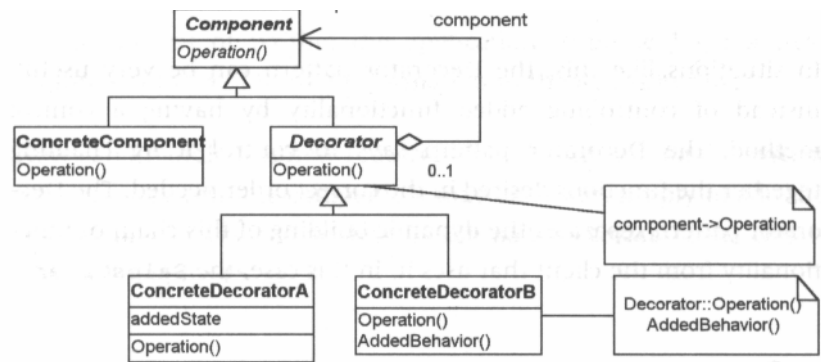 Component
component
Operation()
ConcreteComponent
Operation()
Decorator
Operation()
0..1
component->Operation
ConcreteDecoratorA
addedState
Operation()
ConcreteDecoratorB
Operation()
AddedBehavior()
Decorator::Operation()
AddedBehavior()